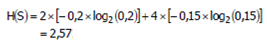 H(S) = 2×[-0,2×log₂(0,2)]+4×[-0,15×log₂(0,15)]
= 2,57